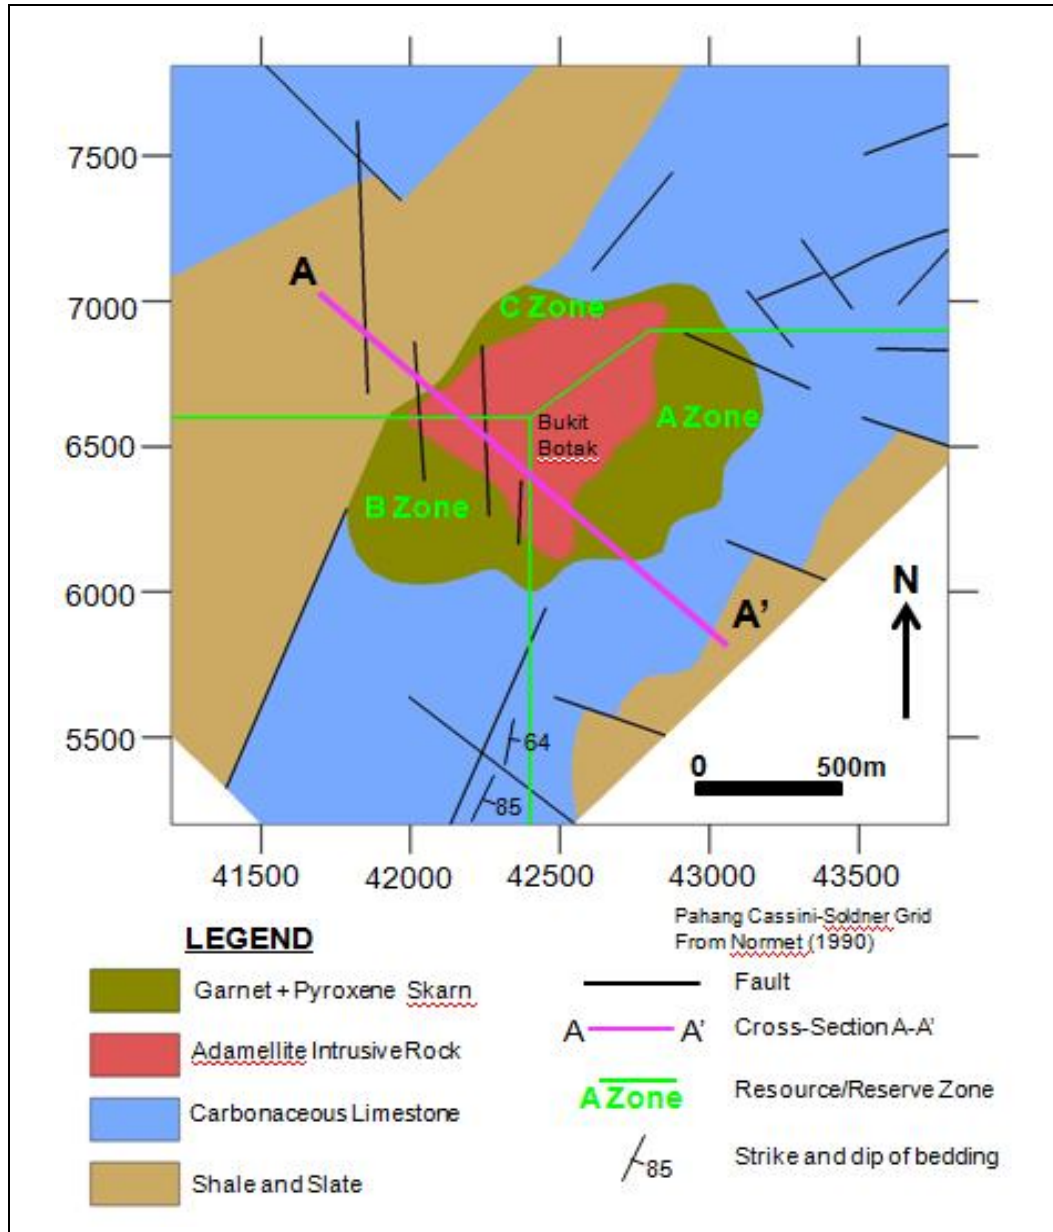 7500
7000
6500
6000
5500
A
C Zone
A Zone
Bukit
Botak
B Zone
A’
N
64
85
0 500m
41500 42000 42500 43000 43500
Pahang Cassini-Soldner Grid
From Normet (1990)
LEGEND
Garnet + Pyroxene Skarn
Adamellite Intrusive Rock
Carbonaceous Limestone
Shale and Slate
Fault
A A’ Cross-Section A-A’
A Zone Resource/Reserve Zone
85 Strike and dip of bedding